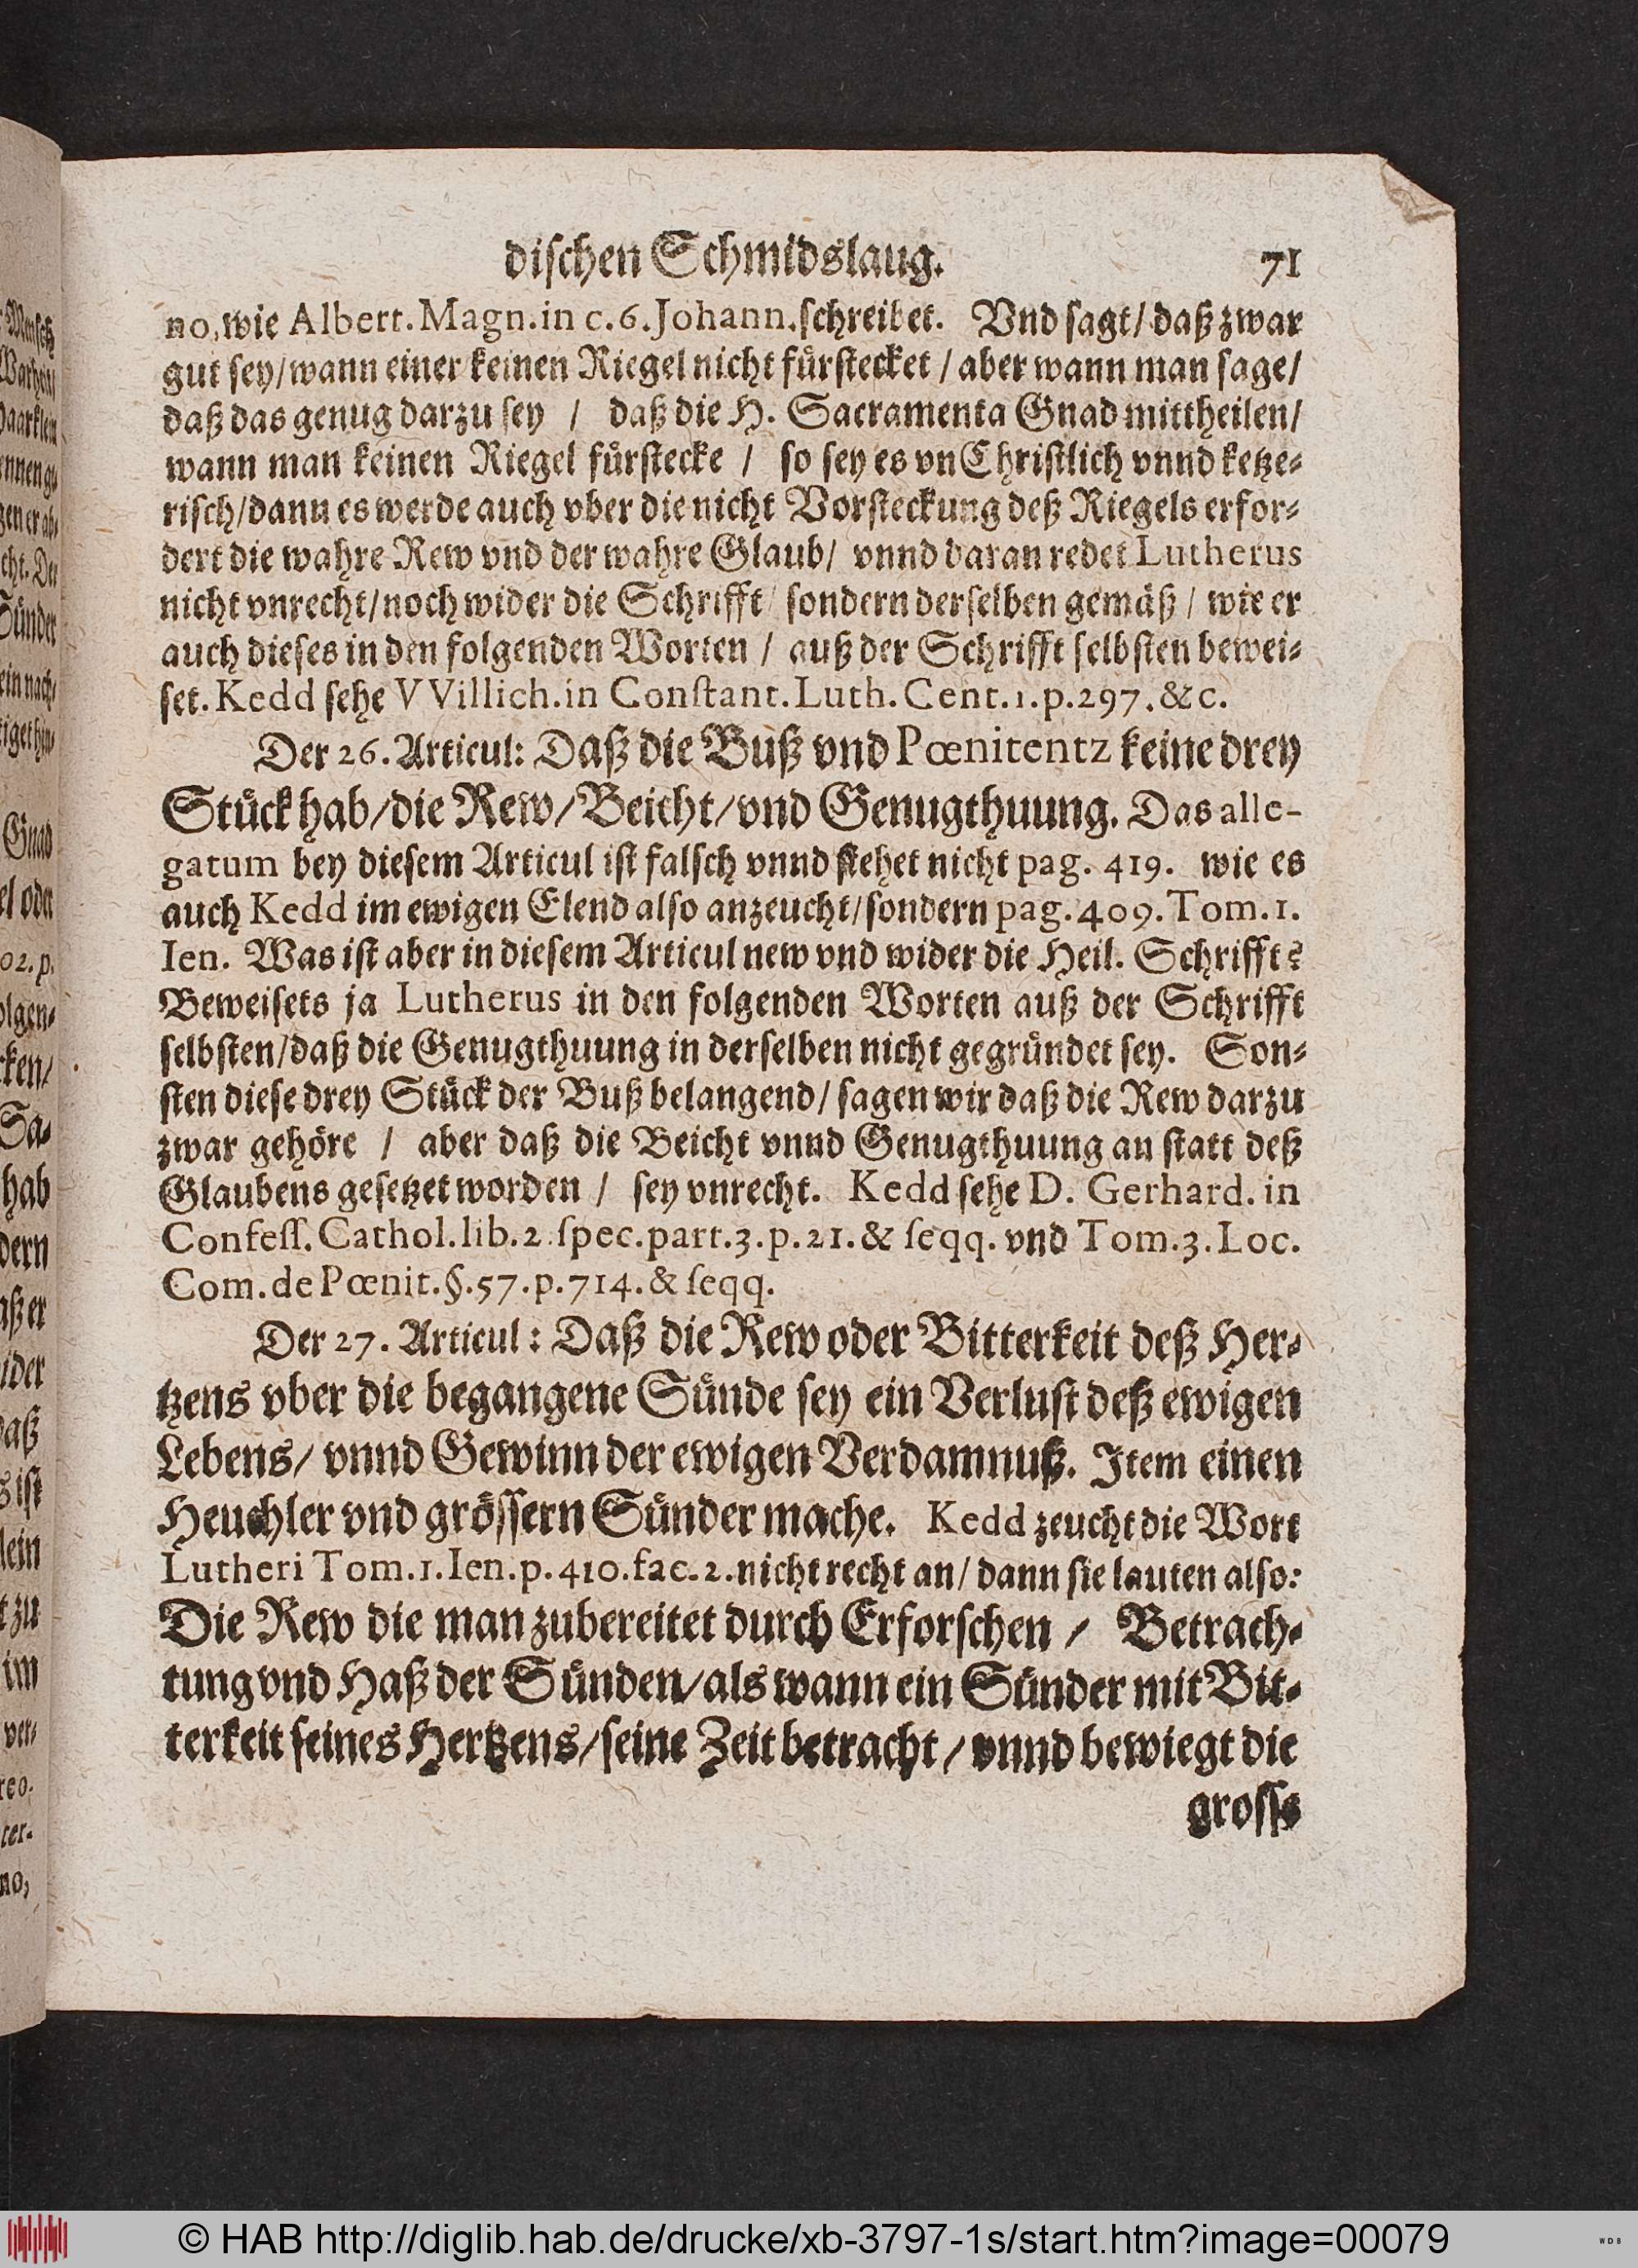 dischen Schmidslaug. 71
no, wie Albert. Magn. in c. 6. Johann. schreibet. Vnd sagt / daß zwar
gut sey / wann einer keinen Riegel nicht fürstecket / aber wann man sage /
daß das genug darzu sey / daß die H. Sacramenta Gnad mittheilen /
wann man keinen Riegel fürstecke / so sey es vnChristlich vnnd ketze-
risch / dann es werde auch vber die nicht Vorsteckung deß Riegels erfor-
dert die wahre Rew vnd der wahre Glaub / vnnd daran redet Lutherus
nicht vnrecht / noch wider die Schrifft / sondern derselben gemäß / wie er
auch dieses in den folgenden Worten / auß der Schrifft selbsten bewei-
set. Kedd sehe VVillich. in Constant. Luth. Cent. 1. p. 297. &c.
Der 26. Articul: Daß die Buß vnd Pœnitentz keine drey
Stück hab / die Rew / Beicht / vnd Genugthuung. Das alle-
gatum bey diesem Articul ist falsch vnnd stehet nicht pag. 419. wie es
auch Kedd im ewigen Elend also anzeucht / sondern pag. 409. Tom. 1.
Ien. Was ist aber in diesem Articul new vnd wider die Heil. Schrifft?
Beweisets ja Lutherus in den folgenden Worten auß der Schrifft
selbsten / daß die Genugthuung in derselben nicht gegründet sey. Son-
sten diese drey Stück der Buß belangend / sagen wir daß die Rew darzu
zwar gehöre / aber daß die Beicht vnnd Genugthuung an statt deß
Glaubens gesetzet worden / sey vnrecht. Kedd sehe D. Gerhard. in
Confess. Cathol. lib. 2. spec. part. 3. p. 21. & seqq. vnd Tom. 3. Loc.
Com. de Pœnit. §. 57. p. 714. & seqq.
Der 27. Articul: Daß die Rew oder Bitterkeit deß Her-
tzens vber die begangene Sünde sey ein Verlust deß ewigen
Lebens / vnnd Gewinn der ewigen Verdamnuß. Item einen
Heuchler vnd grössern Sünder mache. Kedd zeucht die Wort
Lutheri Tom. 1. Ien. p. 410. fac. 2. nicht recht an / dann sie lauten also:
Die Rew die man zubereitet durch Erforschen / Betrach-
tung vnd Haß der Sünden / als wann ein Sünder mit Bit-
terkeit seines Hertzens / seine Zeit betracht / vnnd bewiegt die
grosse
© HAB http://diglib.hab.de/drucke/xb-3797-1s/start.htm?image=00079